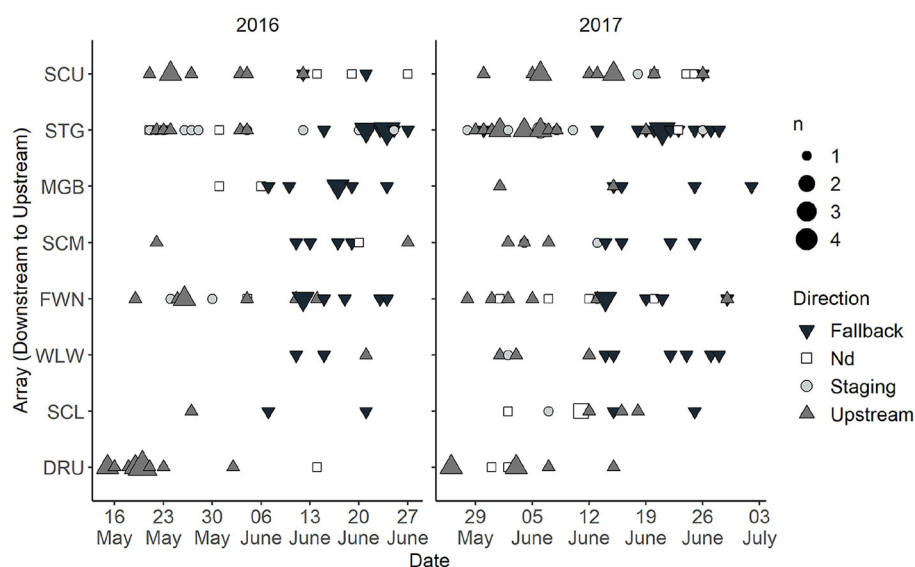 2016
2017
Array (Downstream to Upstream)
SCU
STG
MGB
SCM
FWN
WLW
SCL
DRU
16 May
23 May
30 May
06 June
13 June
20 June
27 June
29 May
05 June
12 June
19 June
26 June
03 July
Date
n
1
2
3
4
Direction
Fallback
Nd
Staging
Upstream